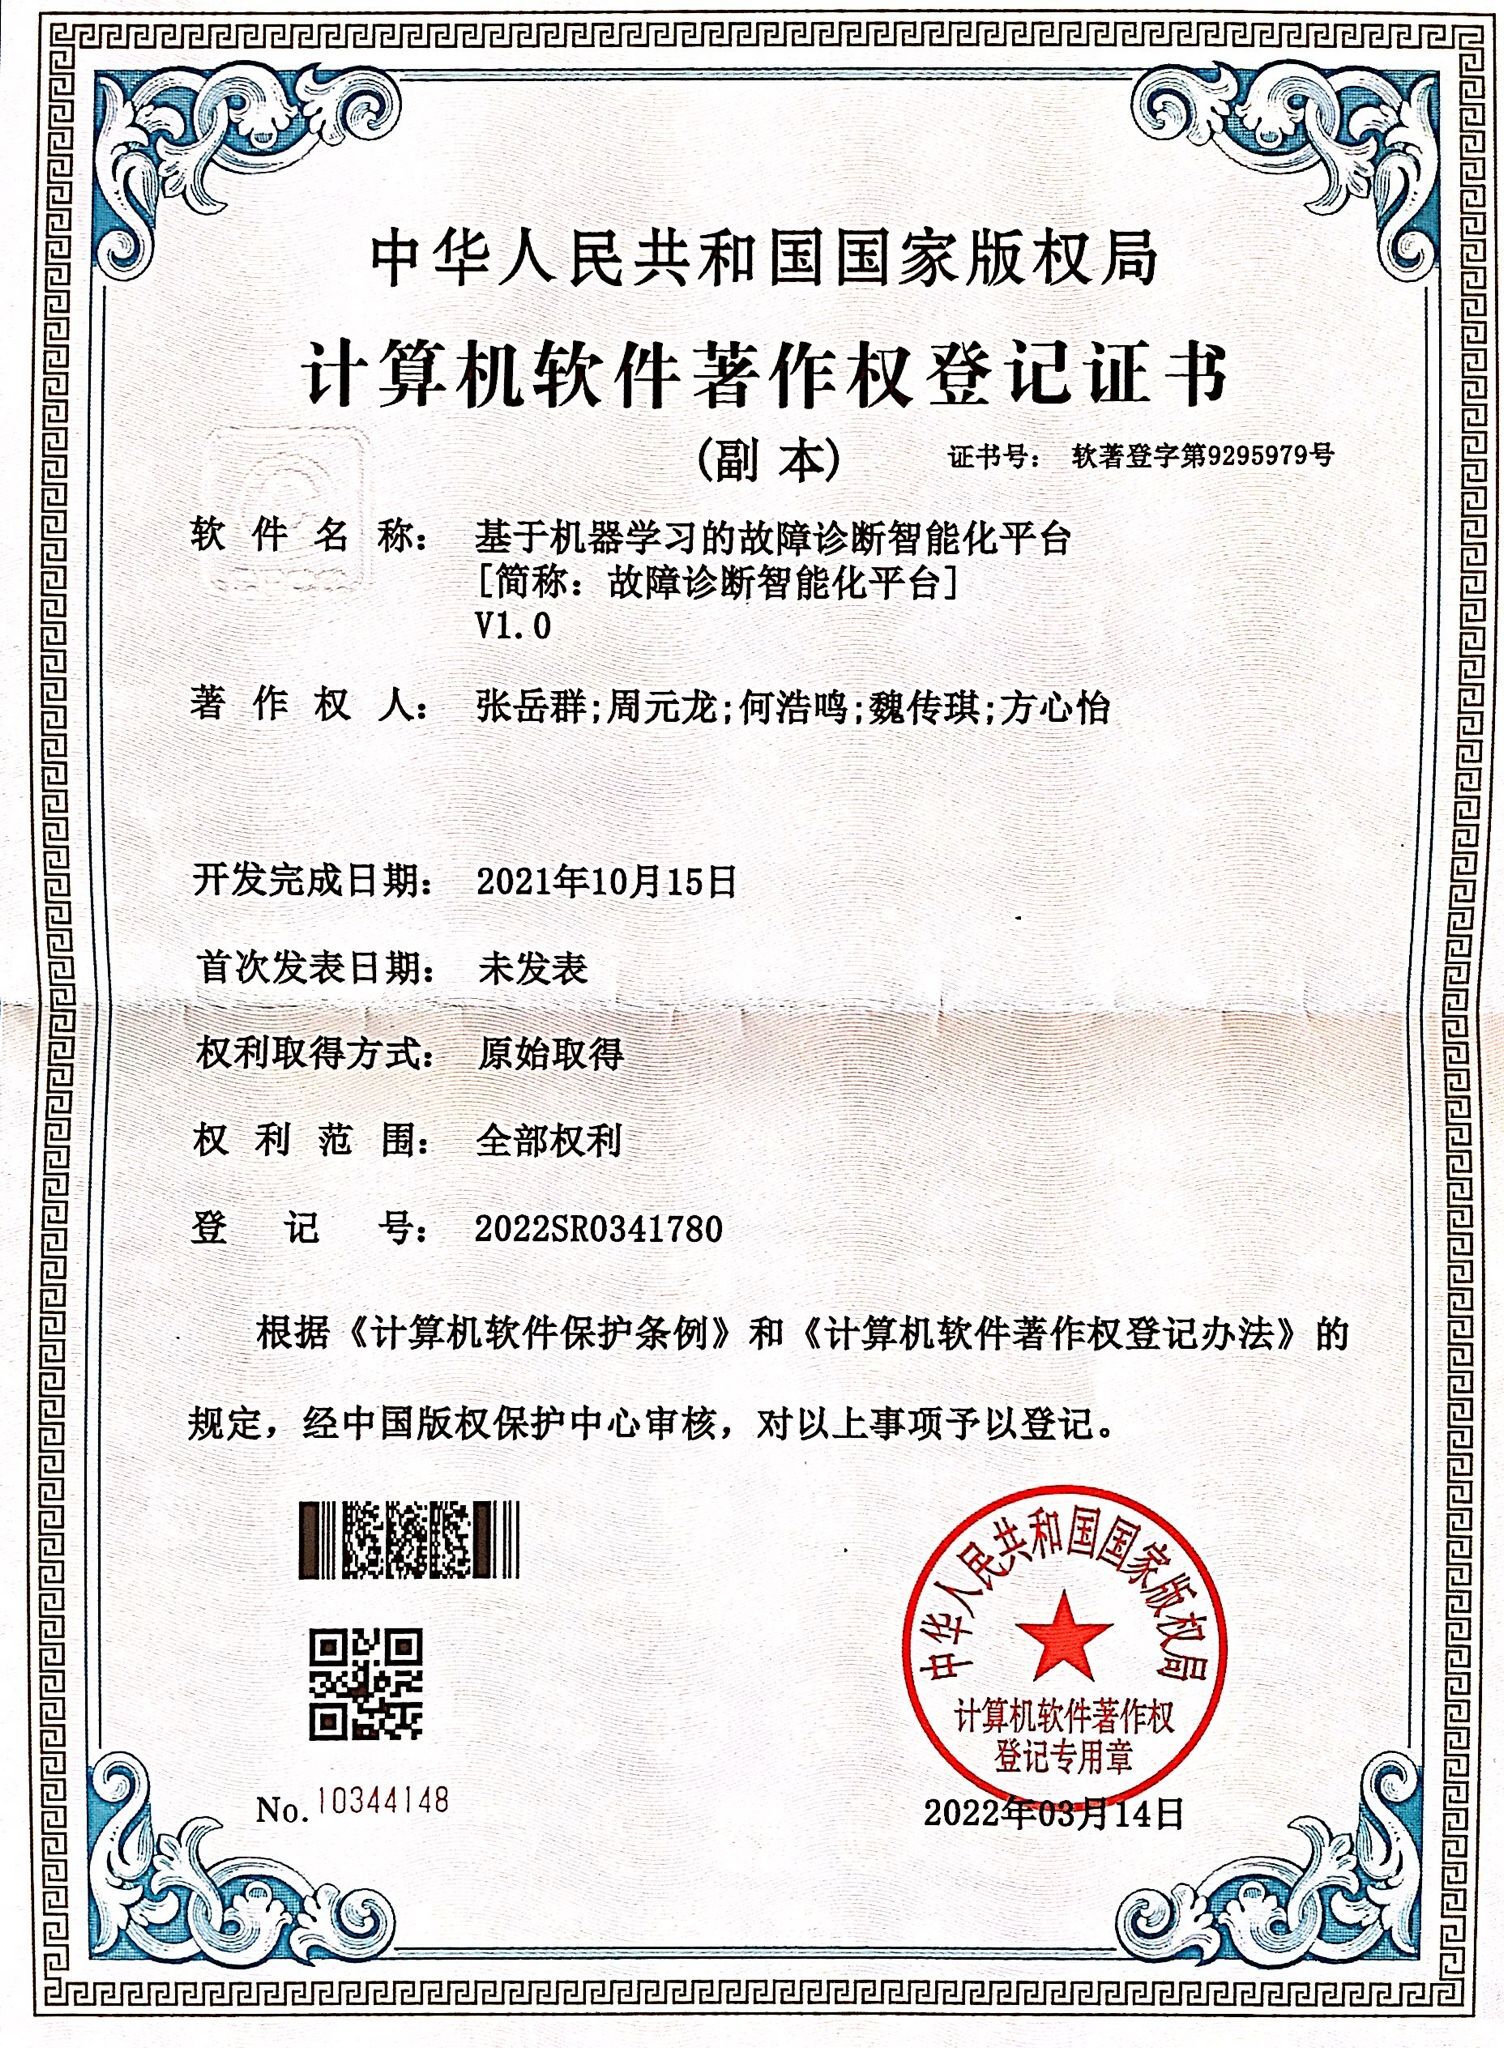 中华人民共和国国家版权局
计算机软件著作权登记证书
(副本)
证书号： 软著登字第9295979号
软件名称： 基于机器学习的故障诊断智能化平台
[简称：故障诊断智能化平台]
V1.0
著作权人： 张岳群;周元龙;何浩鸣;魏传琪;方心怡
开发完成日期： 2021年10月15日
首次发表日期： 未发表
权利取得方式： 原始取得
权利范围： 全部权利
登记号： 2022SR0341780
根据《计算机软件保护条例》和《计算机软件著作权登记办法》的
规定，经中国版权保护中心审核，对以上事项予以登记。
中华人民共和国国家版权局
计算机软件著作权
登记专用章
No. 10344148
2022年03月14日